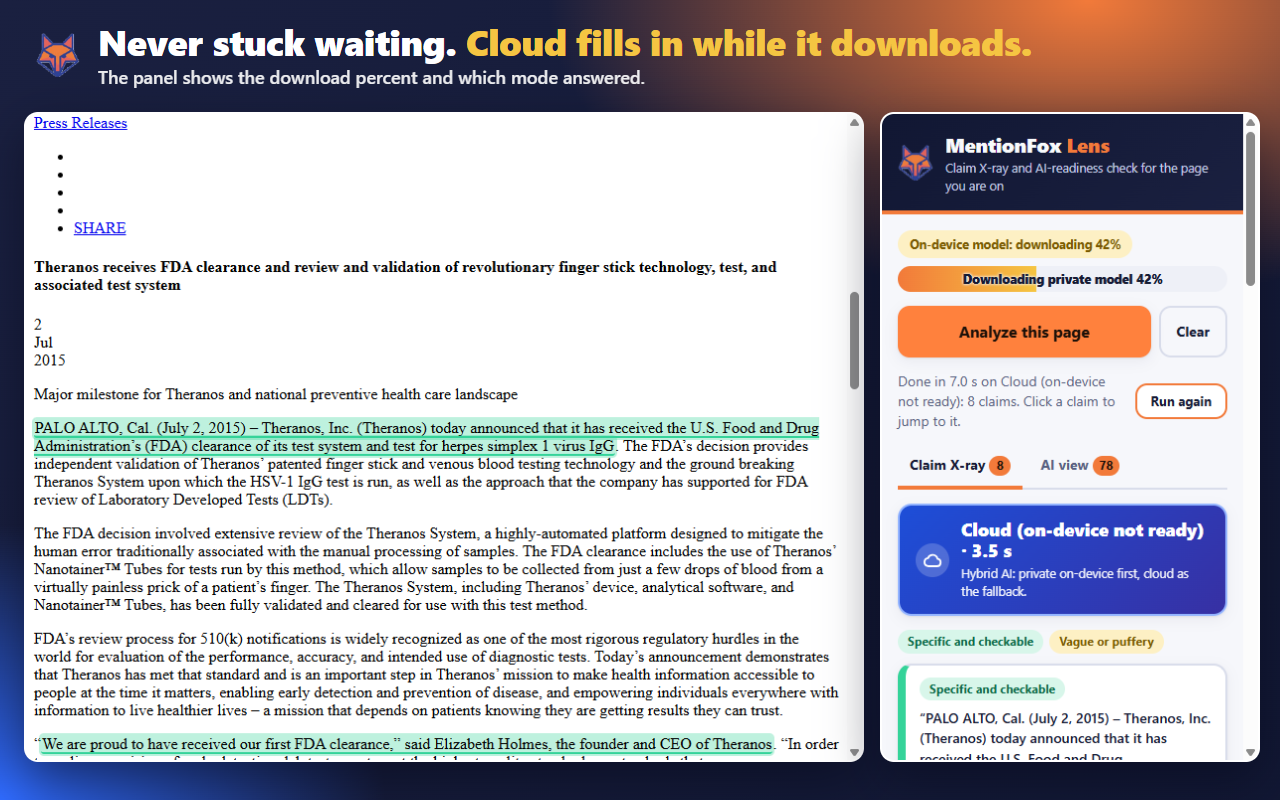 Never stuck waiting. Cloud fills in while it downloads.
The panel shows the download percent and which mode answered.
Press Releases
SHARE
Theranos receives FDA clearance and review and validation of revolutionary finger stick technology, test, and
associated test system
2
Jul
2015
Major milestone for Theranos and national preventive health care landscape
PALO ALTO, Cal. (July 2, 2015) – Theranos, Inc. (Theranos) today announced that it has received the U.S. Food and Drug
Administration’s (FDA) clearance of its test system and test for herpes simplex 1 virus IgG. The FDA’s decision provides
independent validation of Theranos’ patented finger stick and venous blood testing technology and the ground breaking
Theranos System upon which the HSV-1 IgG test is run, as well as the approach that the company has supported for FDA
review of Laboratory Developed Tests (LDTs).
The FDA decision involved extensive review of the Theranos System, a highly-automated platform designed to mitigate the
human error traditionally associated with the manual processing of samples. The FDA clearance includes the use of Theranos’
Nanotainer™ Tubes for tests run by this method, which allow samples to be collected from just a few drops of blood from a
virtually painless prick of a patient’s finger. The Theranos System, including Theranos’ device, analytical software, and
Nanotainer™ Tubes, has been fully validated and cleared for use with this test method.
FDA’s review process for 510(k) notifications is widely recognized as one of the most rigorous regulatory hurdles in the
world for evaluation of the performance, accuracy, and intended use of diagnostic tests. Today’s announcement demonstrates
that Theranos has met that standard and is an important step in Theranos’ mission to make health information accessible to
people at the time it matters, enabling early detection and prevention of disease, and empowering individuals everywhere with
information to live healthier lives – a mission that depends on patients knowing they are getting results they can trust.
“We are proud to have received our first FDA clearance,” said Elizabeth Holmes, the founder and CEO of Theranos. “In order
MentionFox Lens
Claim X-ray and AI-readiness check for the page
you are on
On-device model: downloading 42%
Downloading private model 42%
Analyze this page
Clear
Done in 7.0 s on Cloud (on-device
not ready): 8 claims. Click a claim to
jump to it.
Run again
Claim X-ray 8
AI view 78
Cloud (on-device not ready)
· 3.5 s
Hybrid AI: private on-device first, cloud as
the fallback.
Specific and checkable
Vague or puffery
Specific and checkable
“PALO ALTO, Cal. (July 2, 2015) – Theranos, Inc.
(Theranos) today announced that it has
received the U.S. Food and Drug